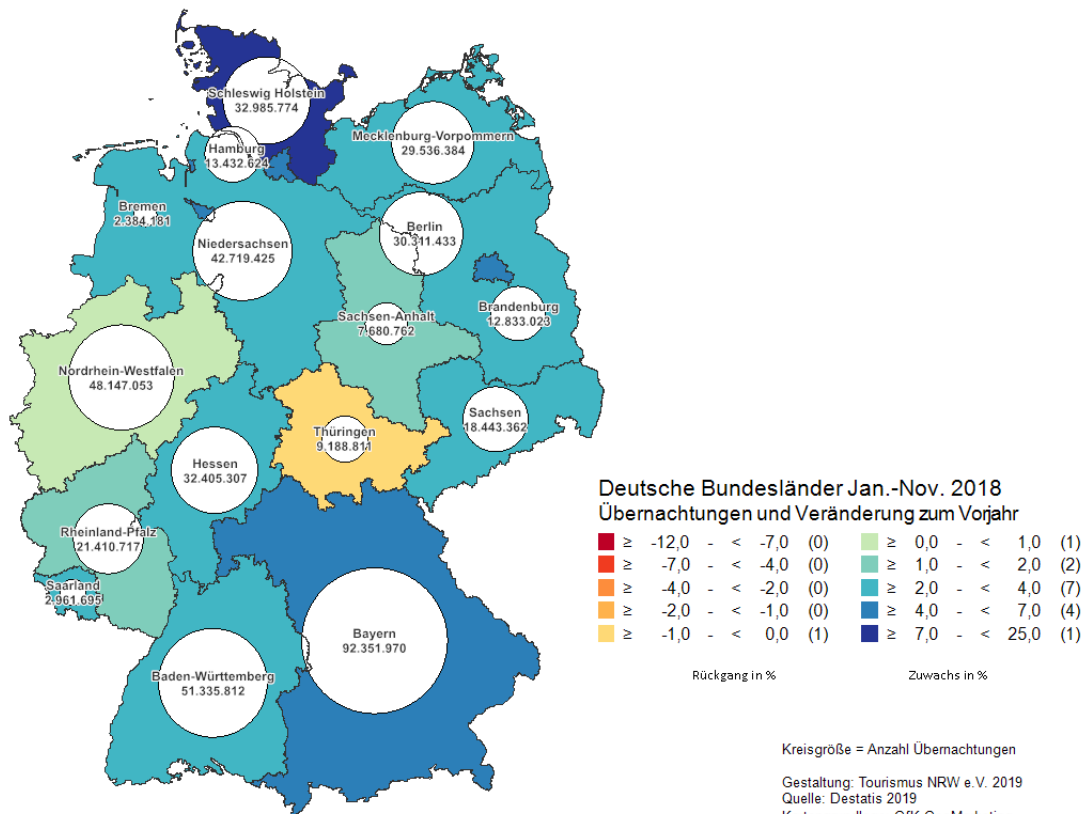 Schleswig Holstein
32.985.774
Mecklenburg-Vorpommern
29.536.384
Hamburg
13.432.624
Bremen
2.384.181
Berlin
30.311.433
Niedersachsen
42.719.425
Brandenburg
12.833.023
Sachsen-Anhalt
7.680.762
Nordrhein-Westfalen
48.147.053
Sachsen
18.443.362
Thüringen
9.188.811
Hessen
32.405.307
Rheinland-Pfalz
21.410.717
Saarland
2.961.695
Bayern
92.351.970
Baden-Württemberg
51.335.812
Deutsche Bundesländer Jan.-Nov. 2018
Übernachtungen und Veränderung zum Vorjahr
≥ -12,0 - < -7,0 (0) ≥ 0,0 - < 1,0 (1)
≥ -7,0 - < -4,0 (0) ≥ 1,0 - < 2,0 (2)
≥ -4,0 - < -2,0 (0) ≥ 2,0 - < 4,0 (7)
≥ -2,0 - < -1,0 (0) ≥ 4,0 - < 7,0 (4)
≥ -1,0 - < 0,0 (1) ≥ 7,0 - < 25,0 (1)
Rückgang in % Zuwachs in %
Kreisgröße = Anzahl Übernachtungen
Gestaltung: Tourismus NRW e.V. 2019
Quelle: Destatis 2019